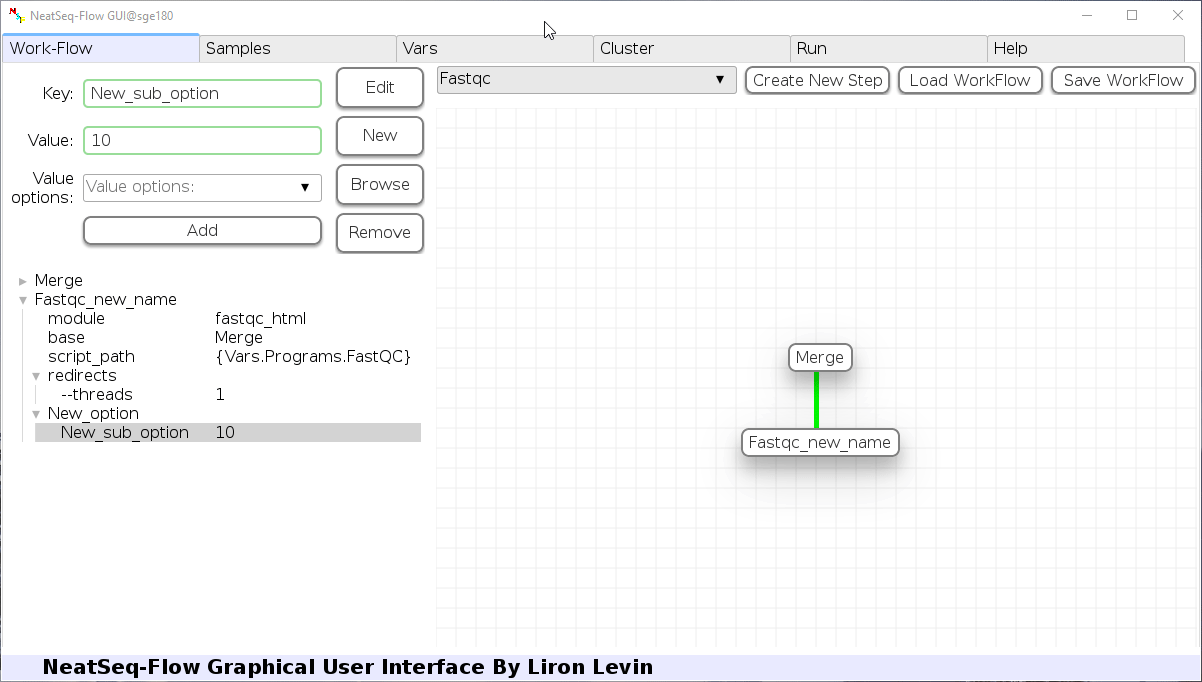 NeatSeq-Flow GUI@sge180
Work-Flow Samples Vars Cluster Run Help
Key: New_sub_option Edit
Fastqc Create New Step Load WorkFlow Save WorkFlow
Value: 10 New
Value options: Value options: Browse
Add Remove
Merge
Fastqc_new_name
module fastqc_html
base Merge
script_path {Vars.Programs.FastQC}
redirects
--threads 1
New_option
New_sub_option 10
Merge
Fastqc_new_name
NeatSeq-Flow Graphical User Interface By Liron Levin